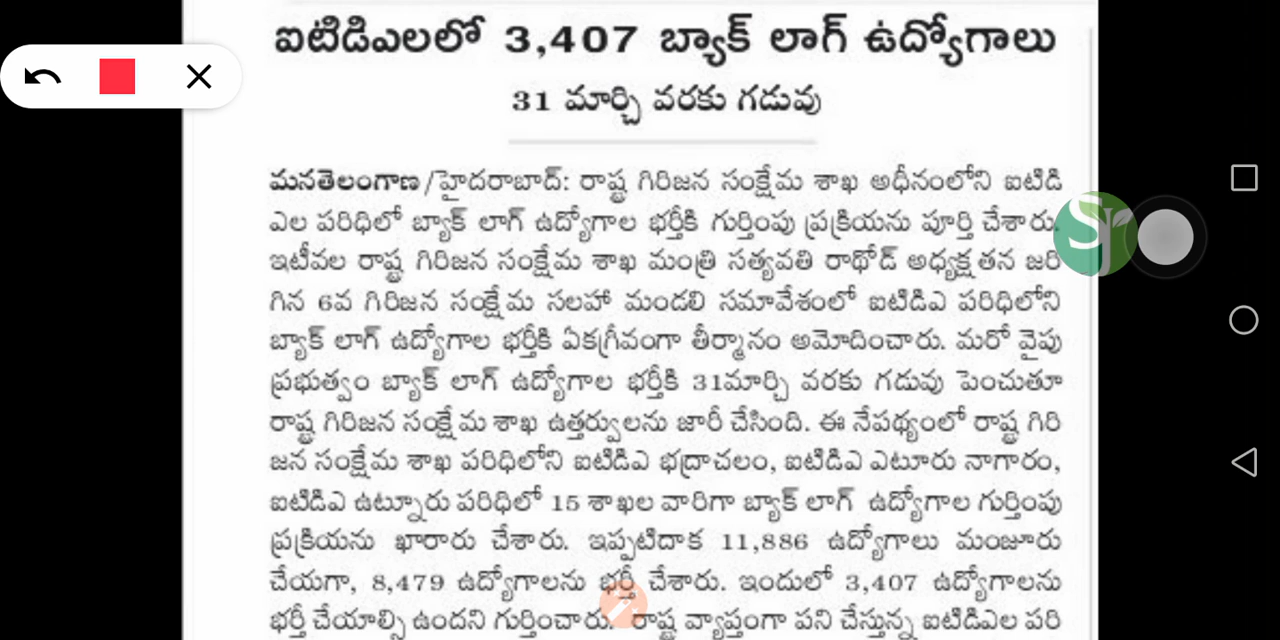 ఐటిడిఎలలో 3,407 బ్యాక్ లాగ్ ఉద్యోగాలు
31 మార్చి వరకు గడువు
మనతెలంగాణ/హైదరాబాద్: రాష్ట్ర గిరిజన సంక్షేమ శాఖ అధీనంలోని ఐటిడి
ఎల పరిధిలో బ్యాక్ లాగ్ ఉద్యోగాల భర్తీకి గుర్తింపు ప్రక్రియను పూర్తి చేశారు.
ఇటీవల రాష్ట్ర గిరిజన సంక్షేమ శాఖ మంత్రి సత్యవతి రాథోడ్ అధ్యక్షతన జరి
గిన 6వ గిరిజన సంక్షేమ సలహా మండలి సమావేశంలో ఐటిడిఎ పరిధిలోని
బ్యాక్ లాగ్ ఉద్యోగాల భర్తీకి ఏకగ్రీవంగా తీర్మానం అమోదించారు. మరో వైపు
ప్రభుత్వం బ్యాక్ లాగ్ ఉద్యోగాల భర్తీకి 31మార్చి వరకు గడువు పెంచుతూ
రాష్ట్ర గిరిజన సంక్షేమ శాఖ ఉత్తర్వులను జారీ చేసింది. ఈ నేపథ్యంలో రాష్ట్ర గిరి
జన సంక్షేమ శాఖ పరిధిలోని ఐటిడిఎ భద్రాచలం, ఐటిడిఎ ఎటూరు నాగారం,
ఐటిడిఎ ఉట్నూరు పరిధిలో 15 శాఖల వారిగా బ్యాక్ లాగ్ ఉద్యోగాల గుర్తింపు
ప్రక్రియను ఖారారు చేశారు. ఇప్పటిదాక 11,886 ఉద్యోగాలు మంజూరు
చేయగా, 8,479 ఉద్యోగాలను భర్తీ చేశారు. ఇందులో 3,407 ఉద్యోగాలను
భర్తీ చేయాల్సి ఉందని గుర్తించారు. రాష్ట్ర వ్యాప్తంగా పని చేస్తున్న ఐటిడిఎల పరి